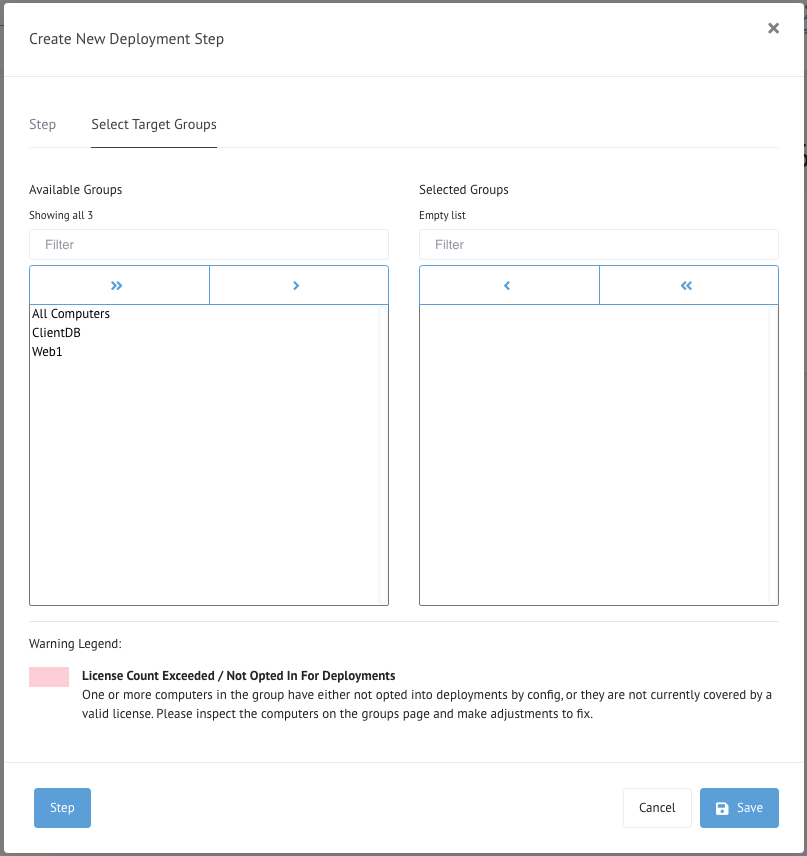 Create New Deployment Step
Step
Select Target Groups
Available Groups
Showing all 3
Filter
All Computers
ClientDB
Web1
Selected Groups
Empty list
Filter
Warning Legend:
License Count Exceeded / Not Opted In For Deployments
One or more computers in the group have either not opted into deployments by config, or they are not currently covered by a
valid license. Please inspect the computers on the groups page and make adjustments to fix.
Step
Cancel
Save